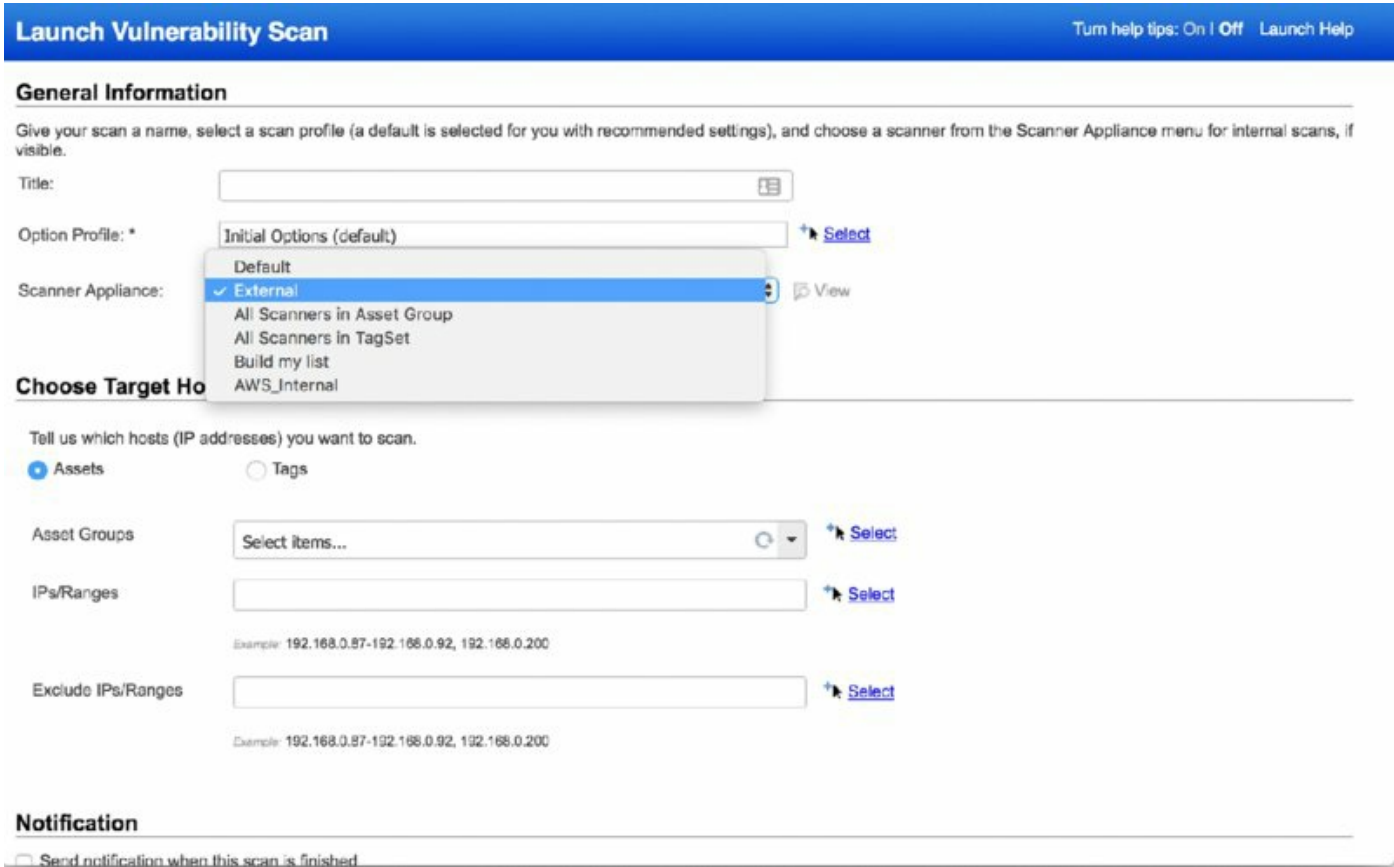 Launch Vulnerability Scan
Turn help tips: On | Off Launch Help
General Information
Give your scan a name, select a scan profile (a default is selected for you with recommended settings), and choose a scanner from the Scanner Appliance menu for internal scans, if
visible.
Title:
Option Profile: * Initial Options (default) Select
Default
Scanner Appliance: ✓ External View
All Scanners in Asset Group
All Scanners in TagSet
Build my list
AWS_Internal
Choose Target Ho
Tell us which hosts (IP addresses) you want to scan.
Assets Tags
Asset Groups Select items... Select
IPs/Ranges Select
Example: 192.168.0.87-192.168.0.92, 192.168.0.200
Exclude IPs/Ranges Select
Example: 192.168.0.87-192.168.0.92, 192.168.0.200
Notification
Send notification when this scan is finished